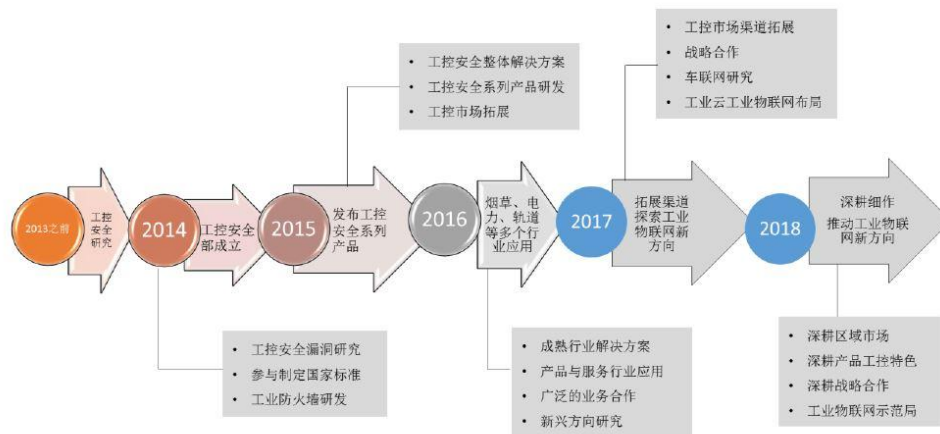 工控市场渠道拓展
战略合作
车联网研究
工业云工业物联网布局
工控安全整体解决方案
工控安全系列产品研发
工控市场拓展
2013之前
工控
安全
研究
2014
工控安全
部成立
2015
发布工控
安全系列
产品
2016
烟草、电
力、轨道
等多个行
业应用
2017
拓展渠道
探索工业
物联网新
方向
2018
深耕细作
推动工业物联
网新方向
工控安全漏洞研究
参与制定国家标准
工业防火墙研发
成熟行业解决方案
产品与服务行业应用
广泛的业务合作
新兴方向研究
深耕区域市场
深耕产品工控特色
深耕战略合作
工业物联网示范局